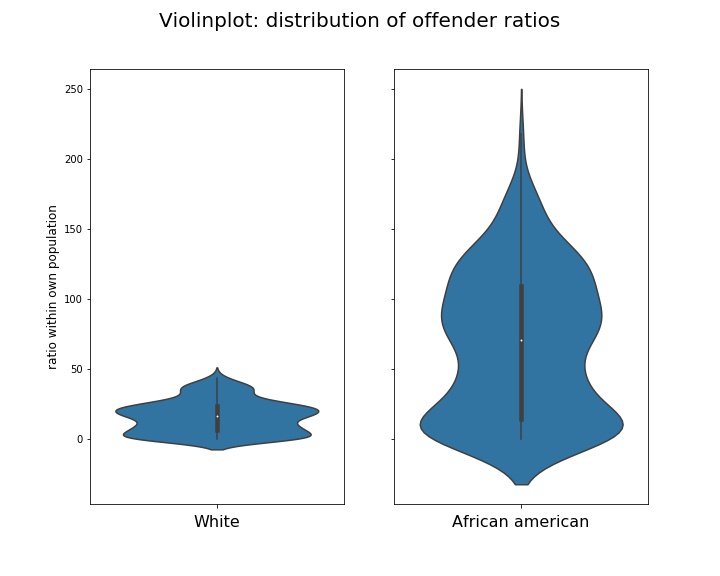 Violinplot: distribution of offender ratios
ratio within own population
250
200
150
100
50
0
White
African american